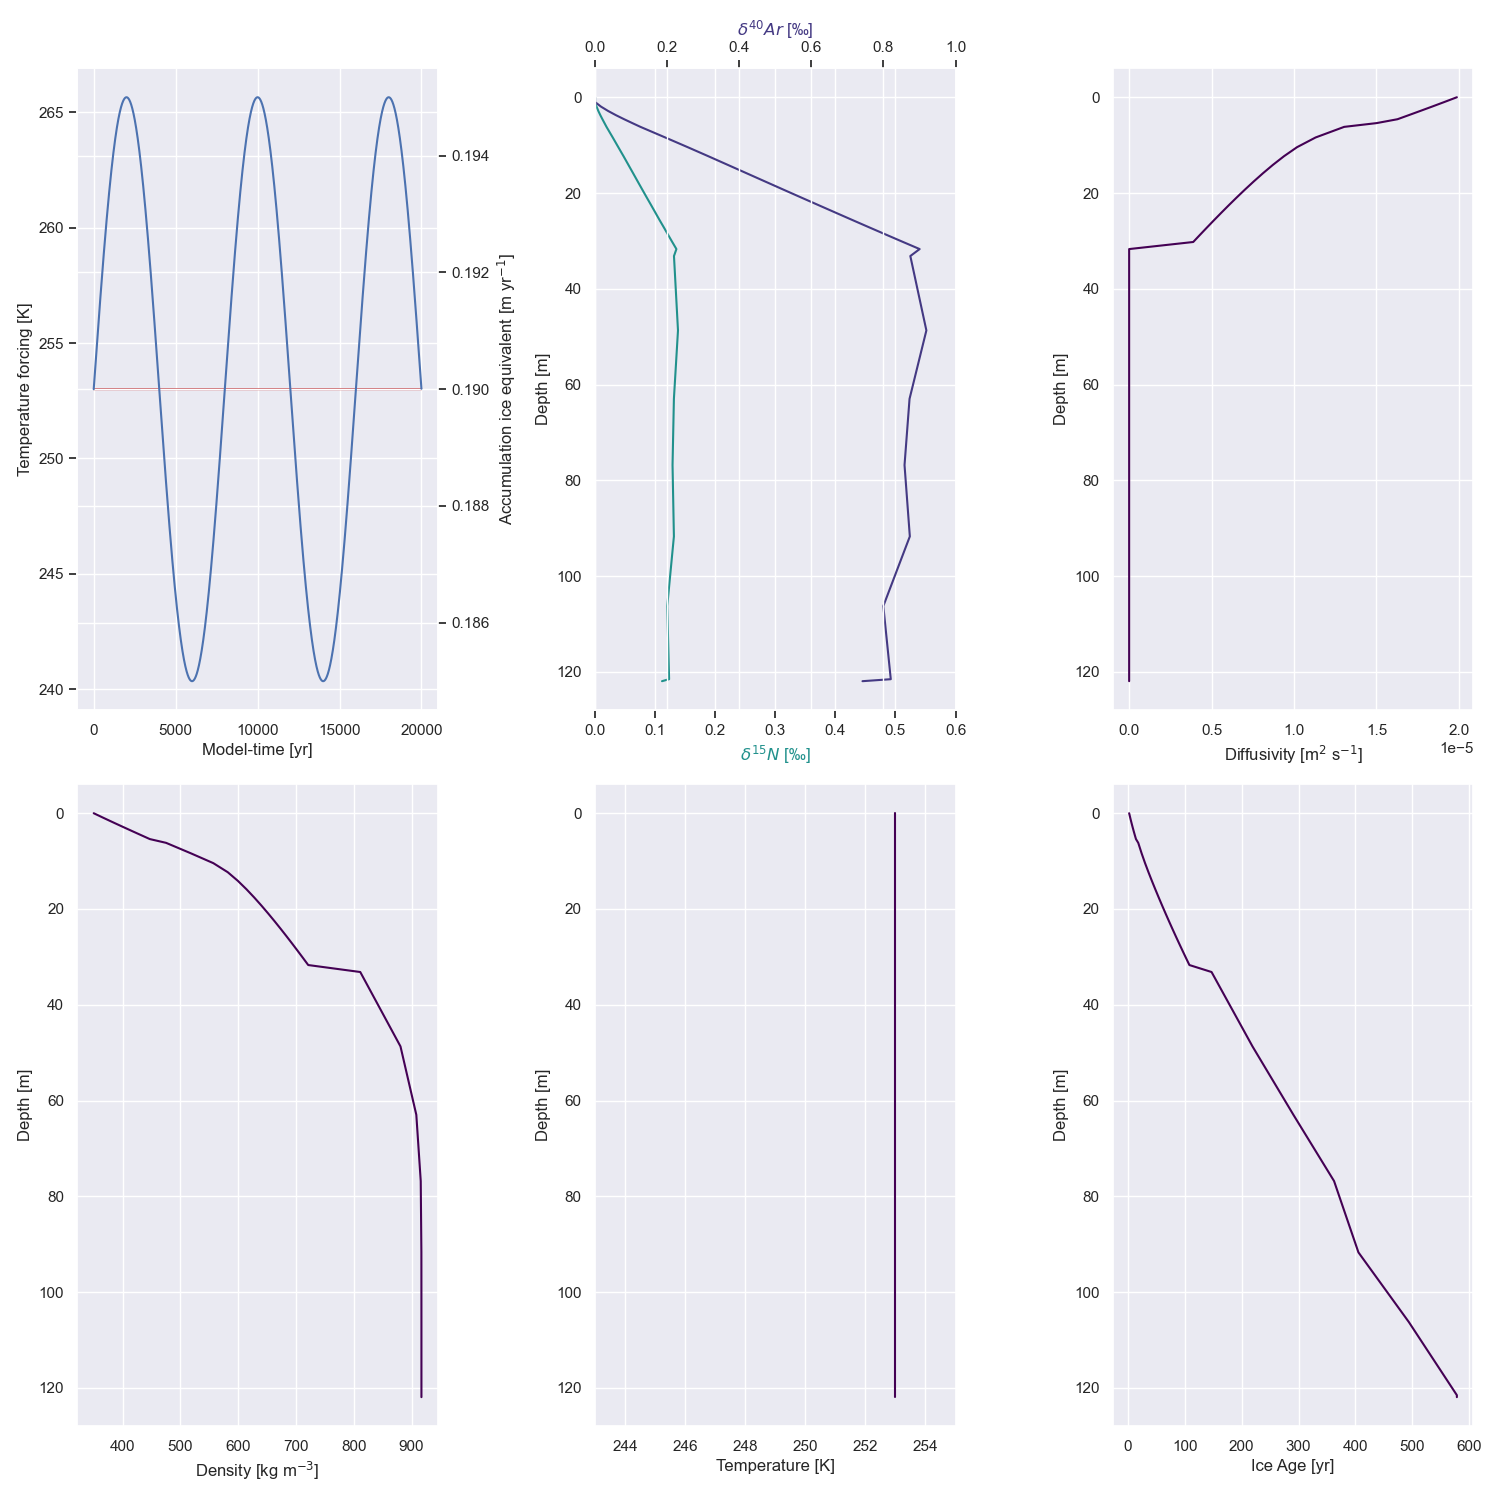 δ⁴⁰Ar [‰]
0.0 0.2 0.4 0.6 0.8 1.0
265
260
255
250
245
240
Temperature forcing [K]
0.194
0.192
0.190
0.188
0.186
Accumulation ice equivalent [m yr⁻¹]
0 5000 10000 15000 20000
Model-time [yr]
0
20
40
60
80
100
120
Depth [m]
0.0 0.1 0.2 0.3 0.4 0.5 0.6
δ¹⁵N [‰]
0
20
40
60
80
100
120
Depth [m]
0.0 0.5 1.0 1.5 2.0
1e−5
Diffusivity [m² s⁻¹]
0
20
40
60
80
100
120
Depth [m]
400 500 600 700 800 900
Density [kg m⁻³]
0
20
40
60
80
100
120
Depth [m]
244 246 248 250 252 254
Temperature [K]
0
20
40
60
80
100
120
Depth [m]
0 100 200 300 400 500 600
Ice Age [yr]